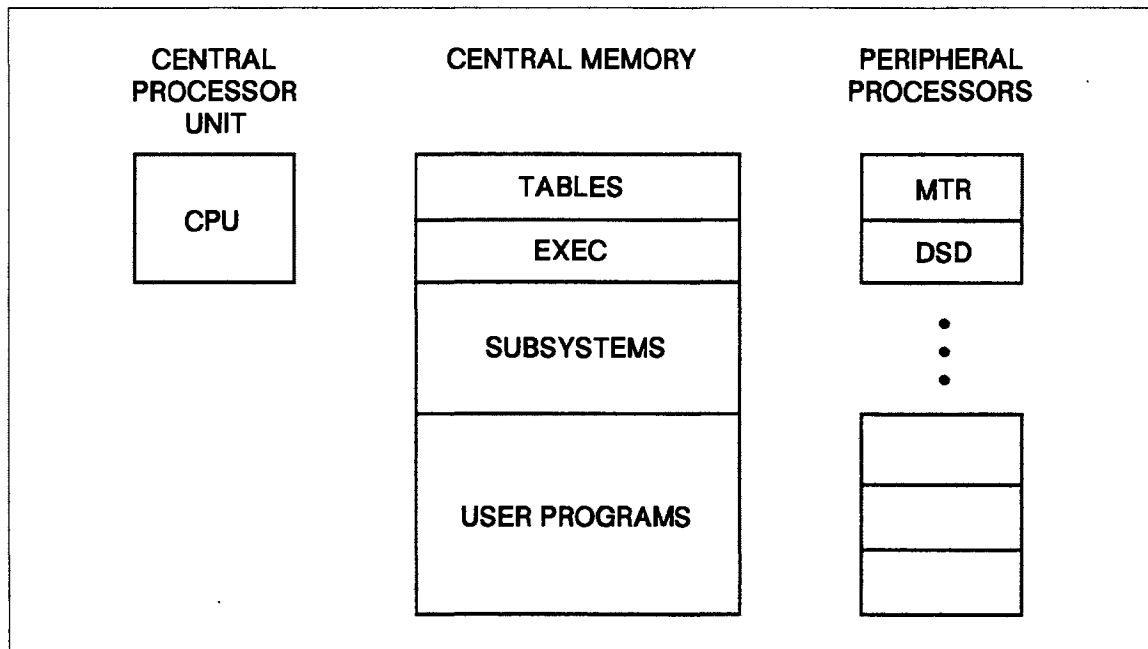 CENTRAL
PROCESSOR
UNIT
CPU
CENTRAL MEMORY
TABLES
EXEC
SUBSYSTEMS
USER PROGRAMS
PERIPHERAL
PROCESSORS
MTR
DSD